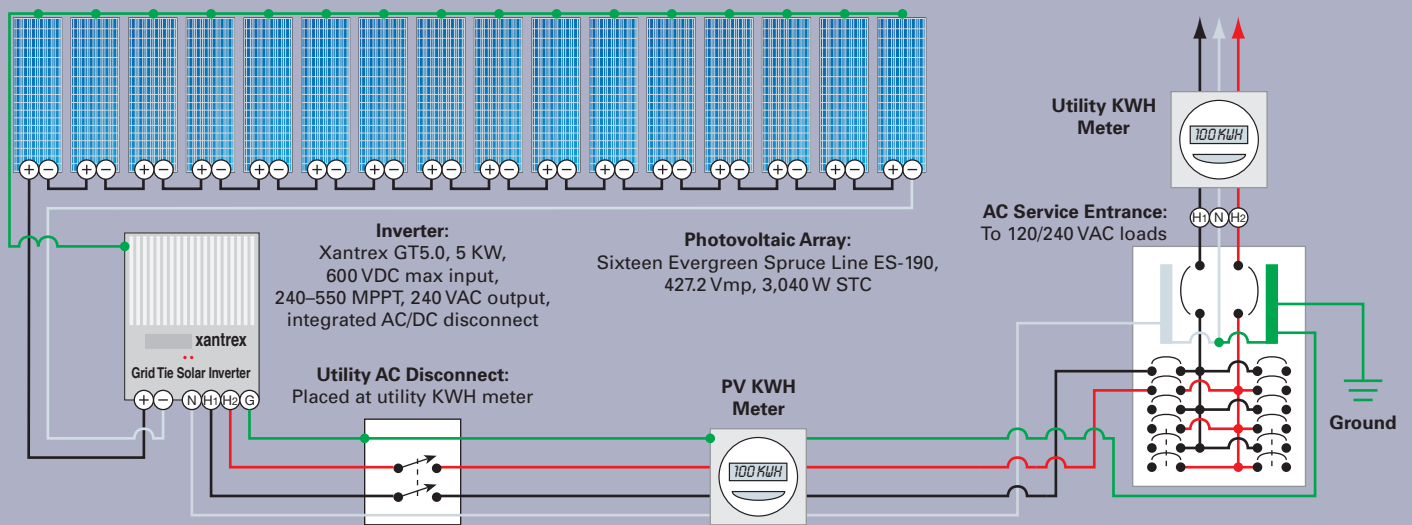 + − + − + − + − + − + − + − + − + − + − + − + − + − + − + − + −
Utility KWH
Meter
100 KWH
AC Service Entrance:
To 120/240 VAC loads
H1 N H2
Inverter:
Xantrex GT5.0, 5 KW,
600 VDC max input,
240–550 MPPT, 240 VAC output,
integrated AC/DC disconnect
Photovoltaic Array:
Sixteen Evergreen Spruce Line ES-190,
427.2 Vmp, 3,040 W STC
xantrex
Grid Tie Solar Inverter
+ − N H1 H2 G
Utility AC Disconnect:
Placed at utility KWH meter
PV KWH
Meter
100 KWH
Ground